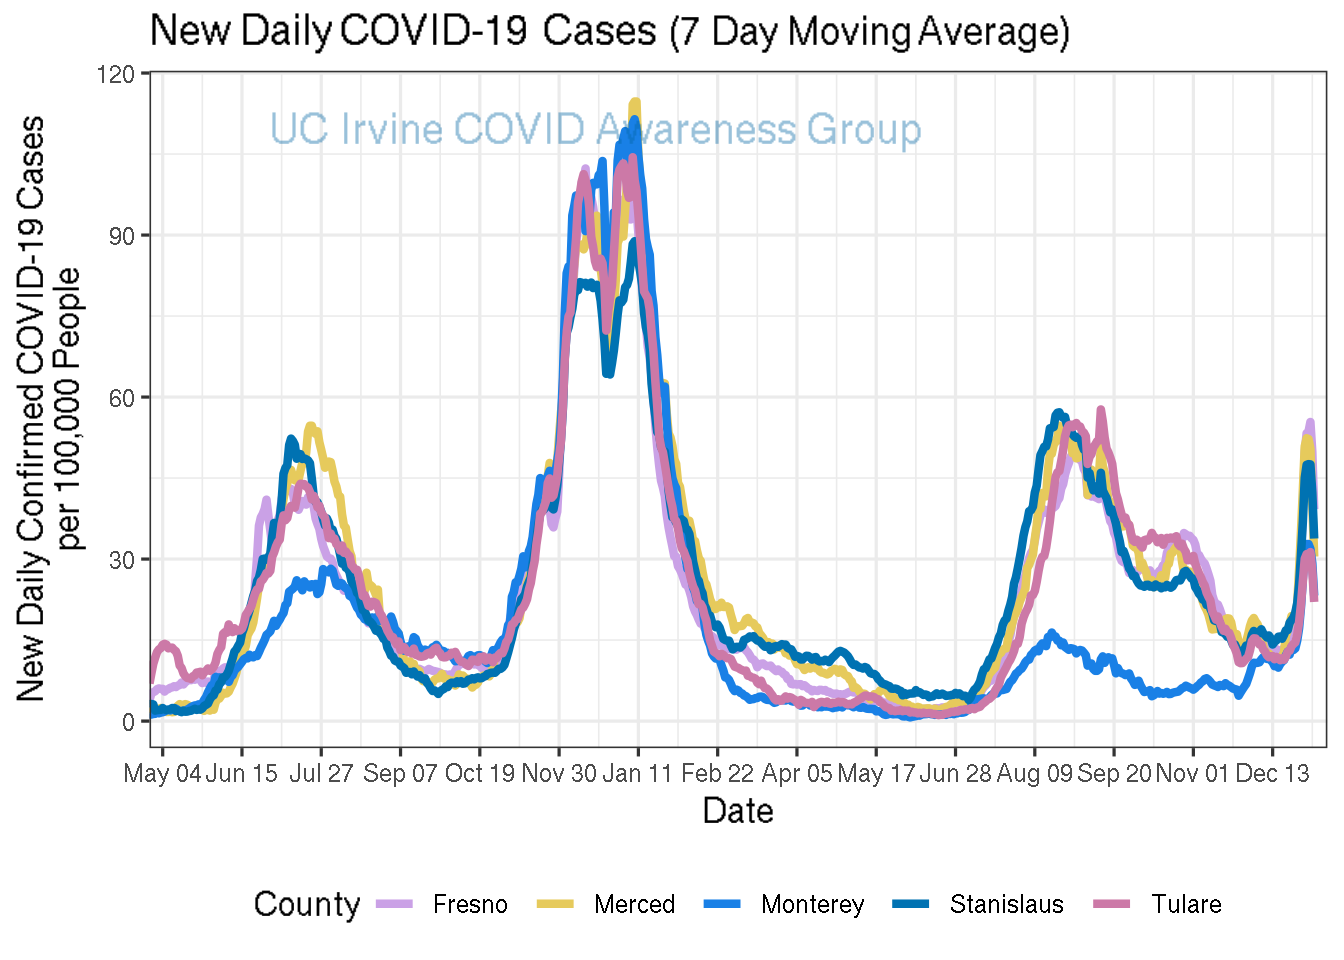 New Daily COVID-19 Cases (7 Day Moving Average)
UC Irvine COVID Awareness Group
New Daily Confirmed COVID-19 Cases
per 100,000 People
120
90
60
30
0
May 04 Jun 15 Jul 27 Sep 07 Oct 19 Nov 30 Jan 11 Feb 22 Apr 05 May 17 Jun 28 Aug 09 Sep 20 Nov 01 Dec 13
Date
County Fresno Merced Monterey Stanislaus Tulare